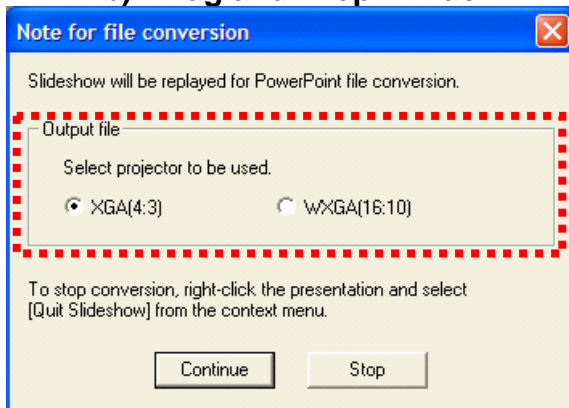 Note for file conversion
Slideshow will be replayed for PowerPoint file conversion.
Output file
Select projector to be used.
XGA(4:3) WXGA(16:10)
To stop conversion, right-click the presentation and select
[Quit Slideshow] from the context menu.
Continue Stop